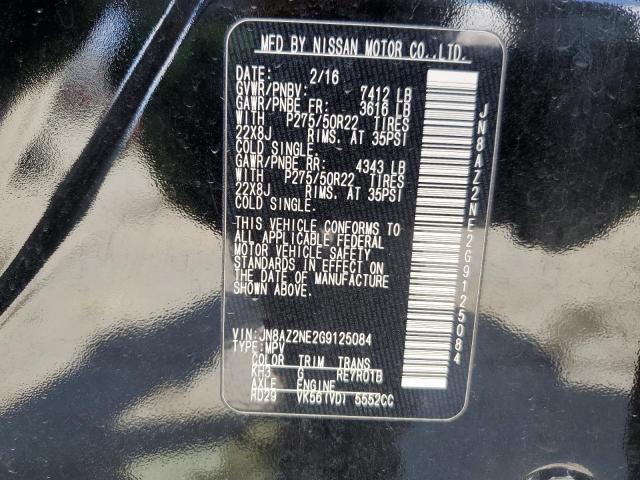 MFD BY NISSAN MOTOR CO.,LTD.
DATE: 2/16
GVWR/PNBV: 7412 LB
GAWR/PNBE FR: 3616 LB
WITH P275/50R22 TIRES
22X8J RIMS. AT 35PSI
COLD SINGLE.
GAWR/PNBE RR: 4343 LB
WITH P275/50R22 TIRES
22X8J RIMS. AT 35PSI
COLD SINGLE.
THIS VEHICLE CONFORMS TO
ALL APPLICABLE FEDERAL
MOTOR VEHICLE SAFETY
STANDARDS IN EFFECT ON
THE DATE OF MANUFACTURE
SHOWN ABOVE.
VIN:JN8AZ2NE2G9125084
TYPE:MPV
COLOR TRIM TRANS
KH3 G RE7R01B
AXLE ENGINE
RD29 VK56(VD) 5552CC
JN8AZ2NE2G9125084